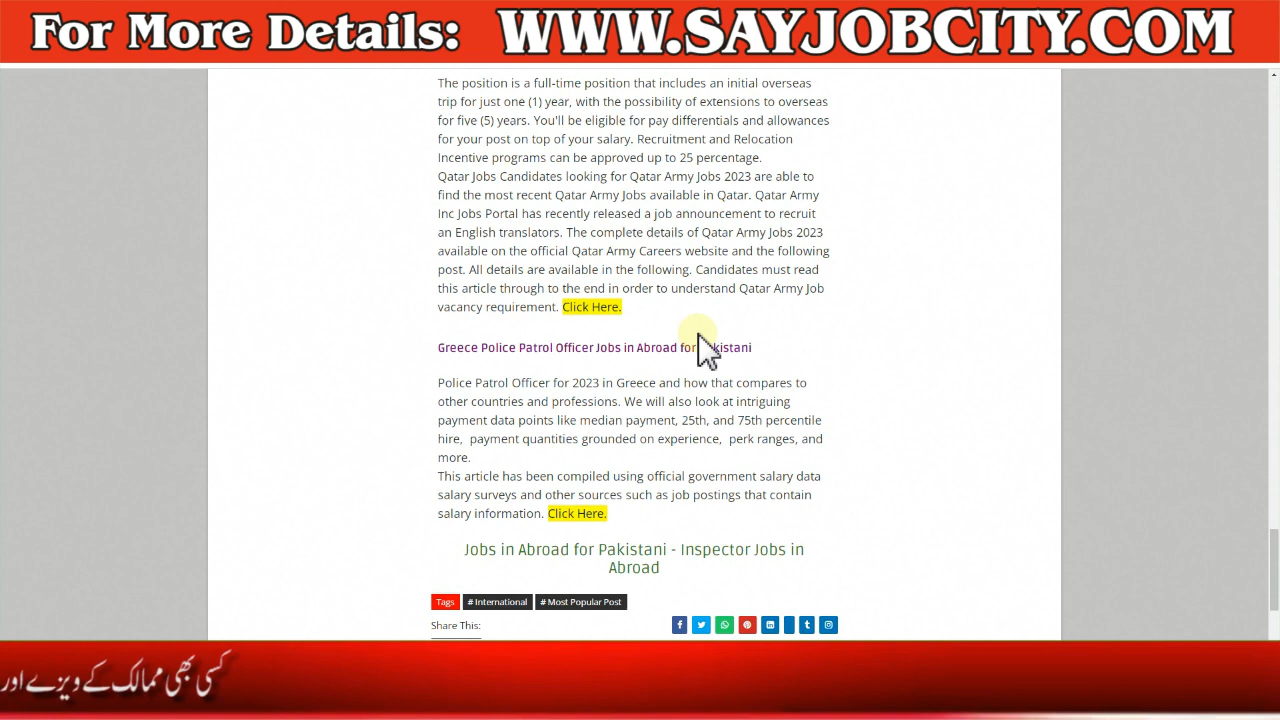 For More Details: WWW.SAYJOBCITY.COM
The position is a full-time position that includes an initial overseas
trip for just one (1) year, with the possibility of extensions to overseas
for five (5) years. You'll be eligible for pay differentials and allowances
for your post on top of your salary. Recruitment and Relocation
Incentive programs can be approved up to 25 percentage.
Qatar Jobs Candidates looking for Qatar Army Jobs 2023 are able to
find the most recent Qatar Army Jobs available in Qatar. Qatar Army
Inc Jobs Portal has recently released a job announcement to recruit
an English translators. The complete details of Qatar Army Jobs 2023
available on the official Qatar Army Careers website and the following
post. All details are available in the following. Candidates must read
this article through to the end in order to understand Qatar Army Job
vacancy requirement. Click Here.
Greece Police Patrol Officer Jobs in Abroad for Pakistani
Police Patrol Officer for 2023 in Greece and how that compares to
other countries and professions. We will also look at intriguing
payment data points like median payment, 25th, and 75th percentile
hire, payment quantities grounded on experience, perk ranges, and
more.
This article has been compiled using official government salary data
salary surveys and other sources such as job postings that contain
salary information. Click Here.
Jobs in Abroad for Pakistani - Inspector Jobs in
Abroad
Tags # International # Most Popular Post
Share This:
کسی بھی ممالک کے ویزے اور